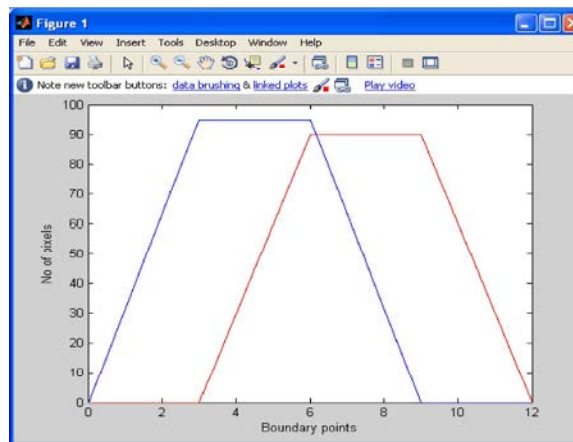 Figure 1
File Edit View Insert Tools Desktop Window Help
Note new toolbar buttons: data brushing & linked plots Play video
100
90
80
70
60
50
40
30
20
10
0
No of pixels
0 2 4 6 8 10 12
Boundary points